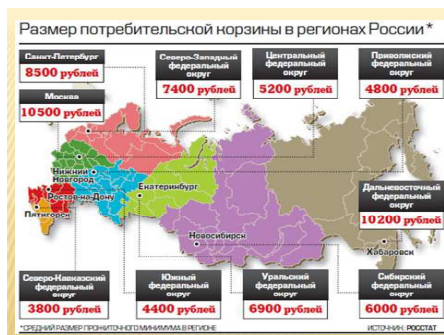 Размер потребительской корзины в регионах России*
Санкт-Петербург
8500 рублей
Москва
10500 рублей
Северо-Западный
федеральный
округ
7400 рублей
Центральный
федеральный
округ
5200 рублей
Приволжский
федеральный
округ
4800 рублей
Нижний
Новгород
Ростов-на-Дону
Пятигорск
Екатеринбург
Новосибирск
Хабаровск
Дальневосточный
федеральный
округ
10200 рублей
Северо-Кавказский
федеральный
округ
3800 рублей
Южный
федеральный
округ
4400 рублей
Уральский
федеральный
округ
6900 рублей
Сибирский
федеральный
округ
6000 рублей
*СРЕДНИЙ РАЗМЕР ПРОЖИТОЧНОГО МИНИМУМА В РЕГИОНЕ
ИСТОЧНИК: РОССТАТ